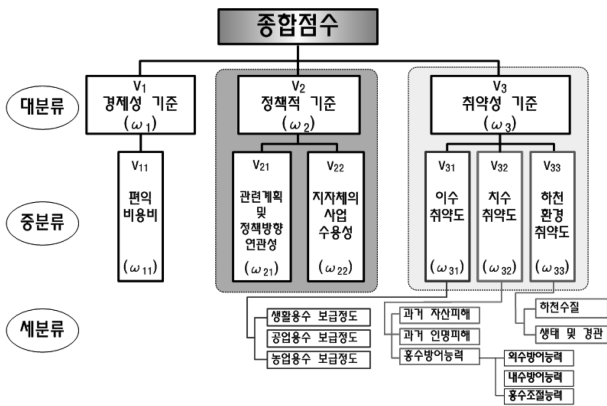 종합점수
대분류
V1
경제성 기준
(ω1)
V2
정책적 기준
(ω2)
V3
취약성 기준
(ω3)
중분류
V11
편의
비용비
(ω11)
V21
관련계획
및
정책방향
연관성
(ω21)
V22
지자체의
사업
수용성
(ω22)
V31
이수
취약도
(ω31)
V32
치수
취약도
(ω32)
V33
하천
환경
취약도
(ω33)
세분류
생활용수 보급정도
공업용수 보급정도
농업용수 보급정도
과거 자산피해
과거 인명피해
홍수방어능력
외수방어능력
내수방어능력
홍수조절능력
하천수질
생태 및 경관